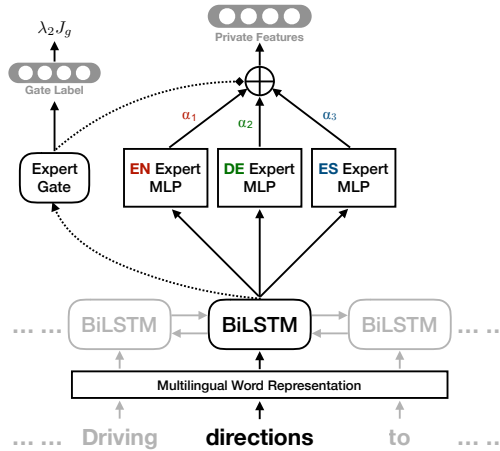 λ₂J_g
Private Features
Gate Label
α₁
α₂
α₃
Expert
Gate
EN Expert
MLP
DE Expert
MLP
ES Expert
MLP
... ... BiLSTM BiLSTM BiLSTM ... ...
Multilingual Word Representation
... ... Driving directions to ... ...